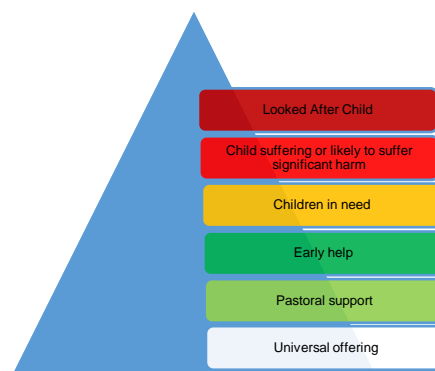 Looked After Child
Child suffering or likely to suffer
significant harm
Children in need
Early help
Pastoral support
Universal offering